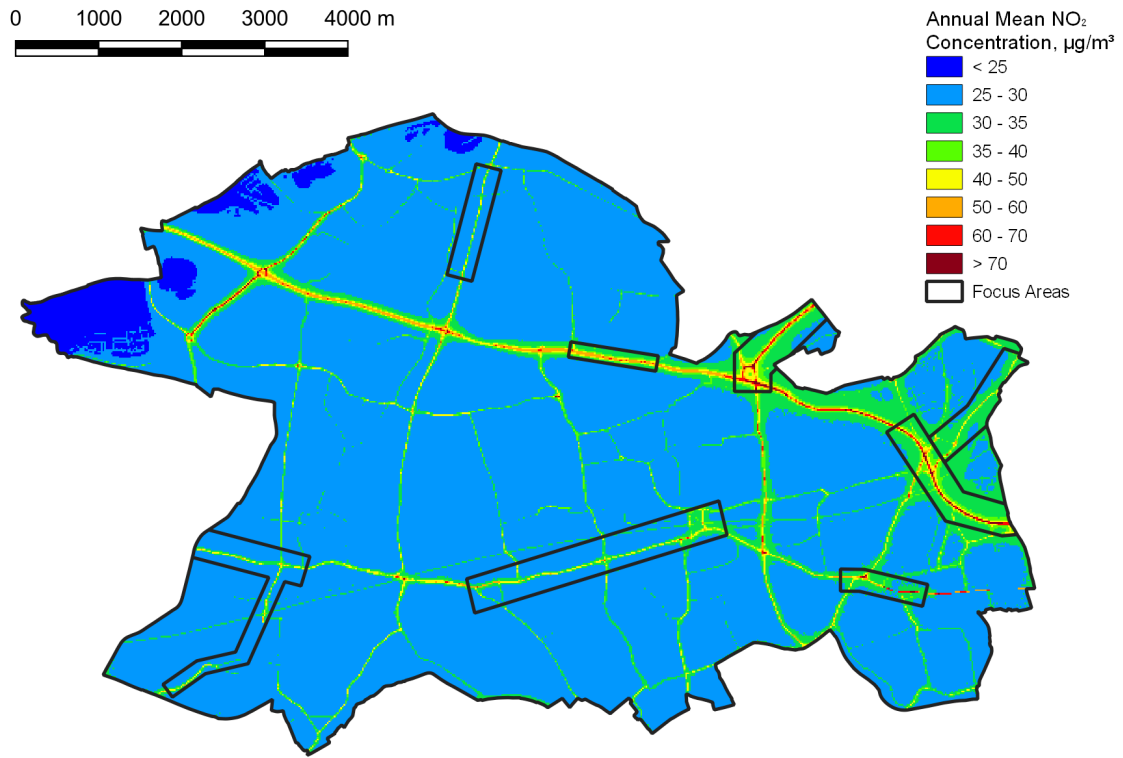 0 1000 2000 3000 4000 m
Annual Mean NO₂
Concentration, µg/m³
< 25
25 - 30
30 - 35
35 - 40
40 - 50
50 - 60
60 - 70
> 70
Focus Areas